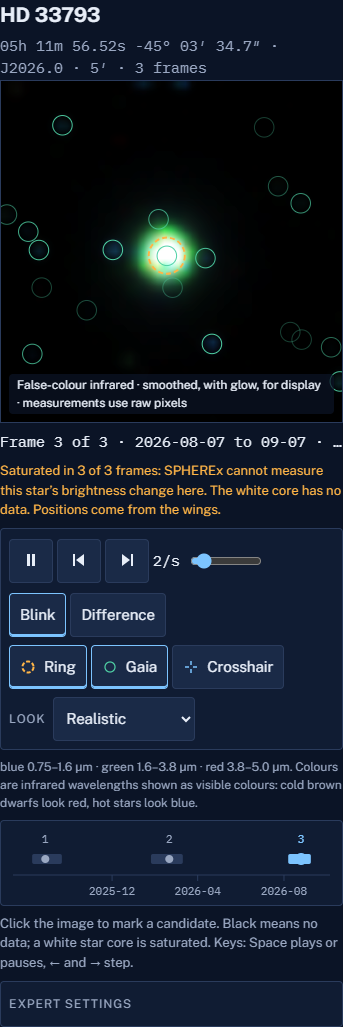 HD 33793
05h 11m 56.52s -45° 03′ 34.7″ ·
J2026.0 · 5′ · 3 frames
False-colour infrared · smoothed, with glow, for display
· measurements use raw pixels
Frame 3 of 3 · 2026-08-07 to 09-07 · …
Saturated in 3 of 3 frames: SPHEREx cannot measure
this star's brightness change here. The white core has no
data. Positions come from the wings.
2/s
Blink Difference
Ring Gaia Crosshair
LOOK Realistic
blue 0.75–1.6 µm · green 1.6–3.8 µm · red 3.8–5.0 µm. Colours
are infrared wavelengths shown as visible colours: cold brown
dwarfs look red, hot stars look blue.
1 2 3
2025-12 2026-04 2026-08
Click the image to mark a candidate. Black means no
data; a white star core is saturated. Keys: Space plays or
pauses, ← and → step.
EXPERT SETTINGS